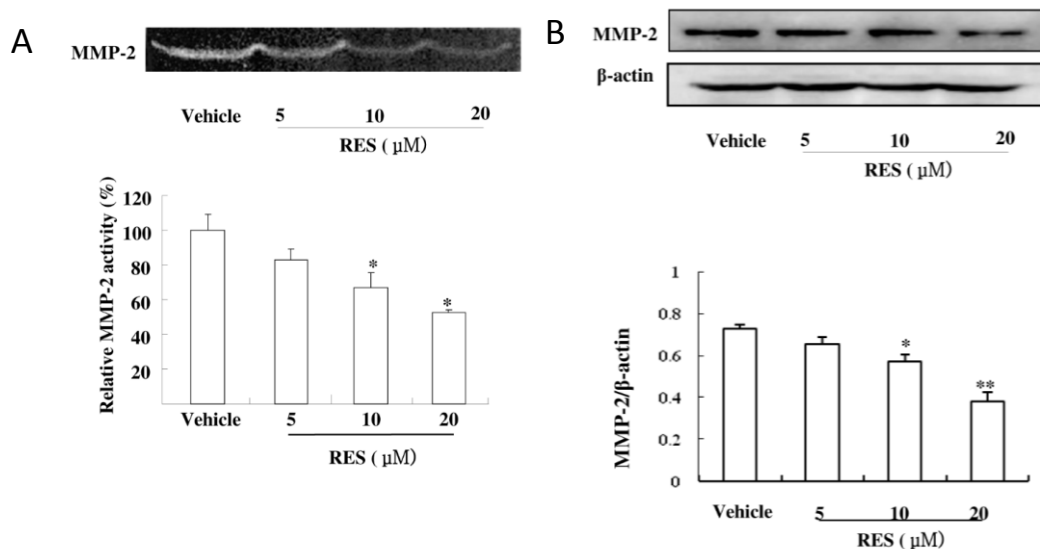 A
MMP-2
Vehicle 5 10 20
RES ( μM)
Relative MMP-2 activity (%)
120
100
80
60
40
20
*
*
Vehicle 5 10 20
RES ( μM)
B
MMP-2
β-actin
Vehicle 5 10 20
RES ( μM)
MMP-2/β-actin
1
0.8
0.6
0.4
0.2
0
*
**
Vehicle 5 10 20
RES ( μM)